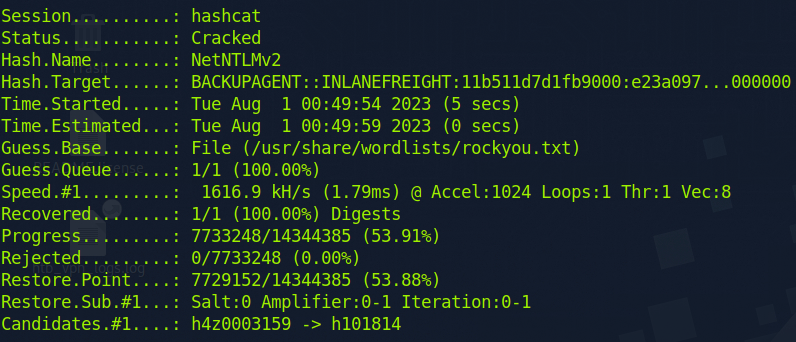 Session..........: hashcat
Status...........: Cracked
Hash.Name........: NetNTLMv2
Hash.Target......: BACKUPAGENT::INLANEFREIGHT:11b511d7d1fb9000:e23a097...000000
Time.Started.....: Tue Aug  1 00:49:54 2023 (5 secs)
Time.Estimated...: Tue Aug  1 00:49:59 2023 (0 secs)
Guess.Base.......: File (/usr/share/wordlists/rockyou.txt)
Guess.Queue......: 1/1 (100.00%)
Speed.#1.........:  1616.9 kH/s (1.79ms) @ Accel:1024 Loops:1 Thr:1 Vec:8
Recovered........: 1/1 (100.00%) Digests
Progress.........: 7733248/14344385 (53.91%)
Rejected.........: 0/7733248 (0.00%)
Restore.Point....: 7729152/14344385 (53.88%)
Restore.Sub.#1...: Salt:0 Amplifier:0-1 Iteration:0-1
Candidates.#1....: h4z0003159 -> h101814